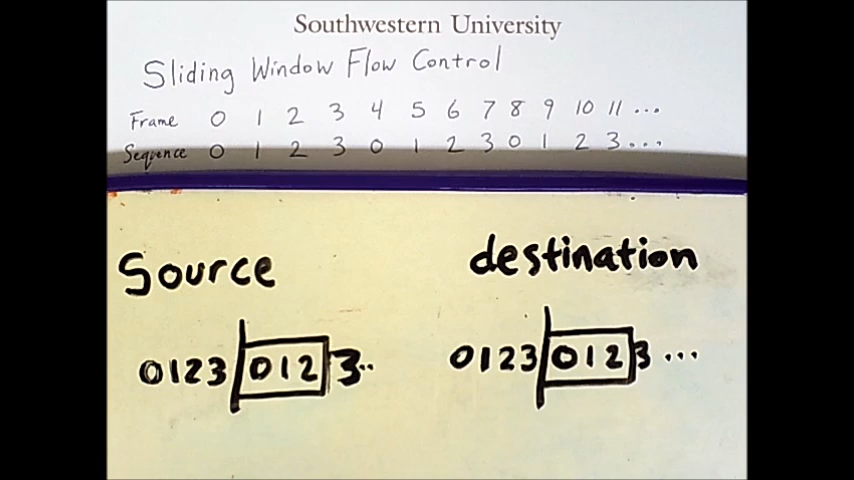 Southwestern University
Sliding Window Flow Control
Frame 0 1 2 3 4 5 6 7 8 9 10 11 ...
Sequence 0 1 2 3 0 1 2 3 0 1 2 3 ...
Source destination
0123 012 3.. 0123 012 3 ...